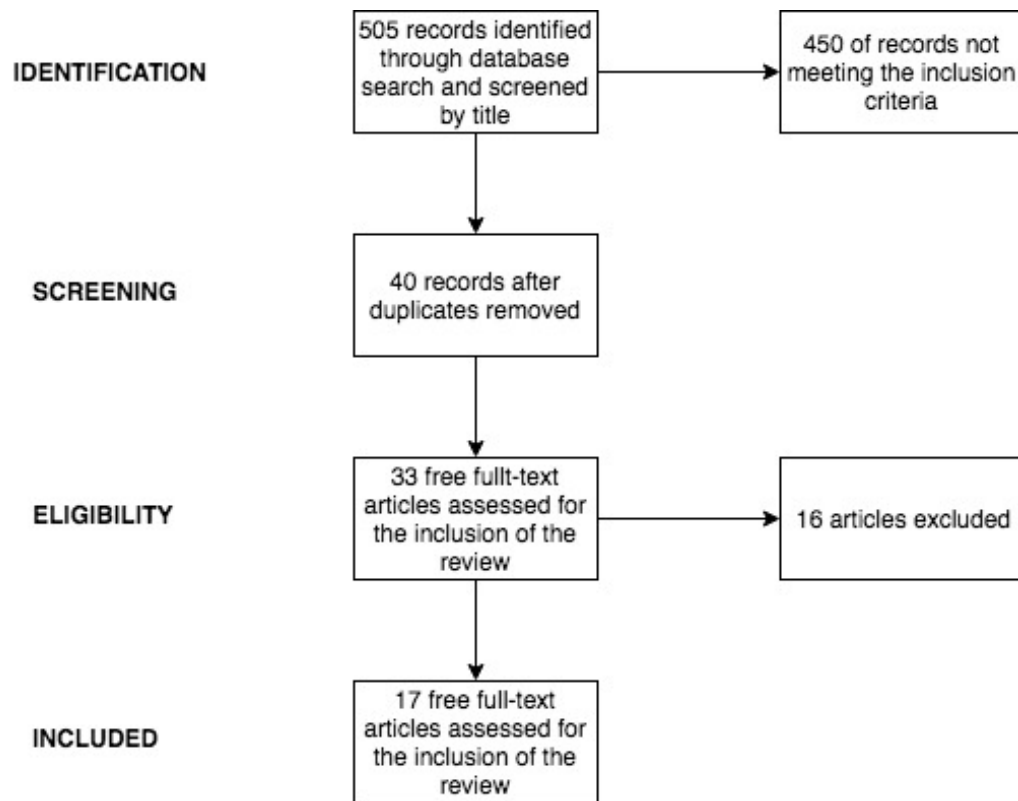 IDENTIFICATION
505 records identified
through database
search and screened
by title
450 of records not
meeting the inclusion
criteria
SCREENING
40 records after
duplicates removed
ELIGIBILITY
33 free fullt-text
articles assessed for
the inclusion of the
review
16 articles excluded
INCLUDED
17 free full-text
articles assessed for
the inclusion of the
review